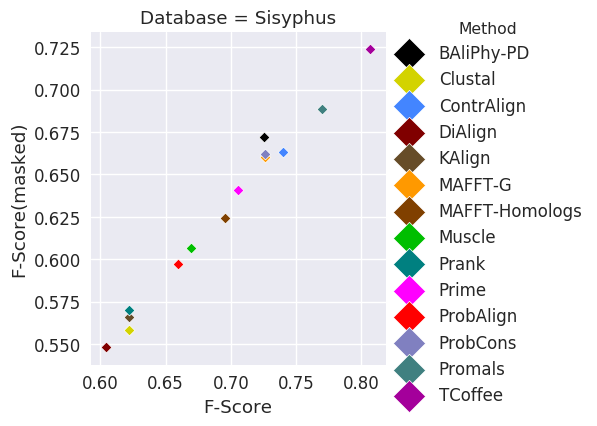 Database = Sisyphus
F-Score(masked)
0.725
0.700
0.675
0.650
0.625
0.600
0.575
0.550
0.60
0.65
0.70
0.75
0.80
F-Score
Method
BAliPhy-PD
Clustal
ContrAlign
DiAlign
KAlign
MAFFT-G
MAFFT-Homologs
Muscle
Prank
Prime
ProbAlign
ProbCons
Promals
TCoffee